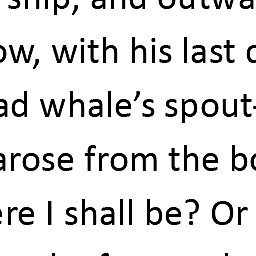 ship, and outwa
ow, with his last
ad whale's spout-
arose from the bo
ere I shall be? Or